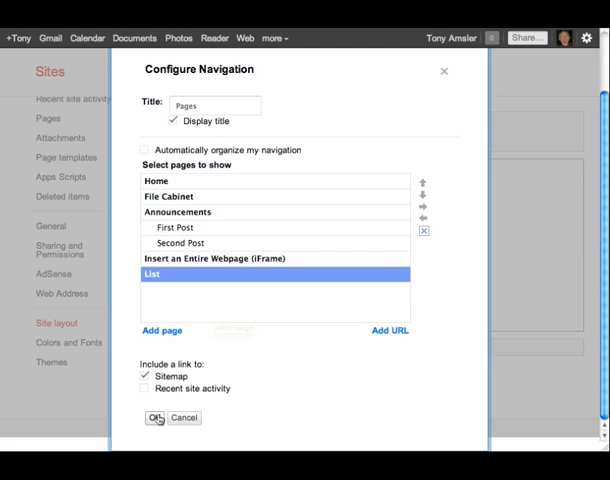 +Tony Gmail Calendar Documents Photos Reader Web more Tony Amsler 0 Share...
Sites
Recent site activity
Pages
Attachments
Page templates
Apps Scripts
Deleted items
General
Sharing and
Permissions
AdSense
Web Address
Site layout
Colors and Fonts
Themes
Configure Navigation
Title: Pages
Display title
Automatically organize my navigation
Select pages to show
Home
File Cabinet
Announcements
First Post
Second Post
Insert an Entire Webpage (iFrame)
List
Add page Add URL
Include a link to:
Sitemap
Recent site activity
OK Cancel